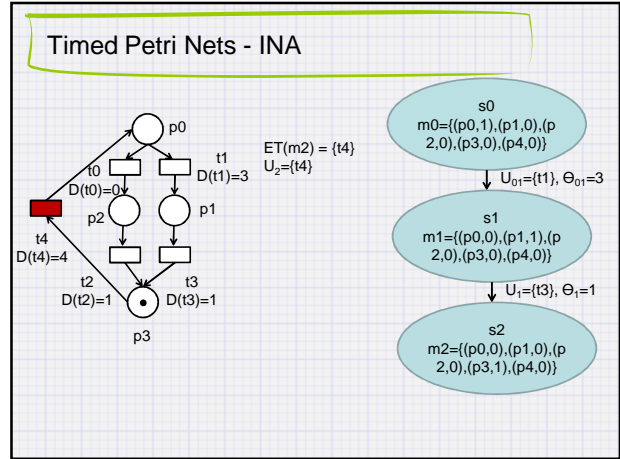 Timed Petri Nets - INA
p0
t0
D(t0)=0
t1
D(t1)=3
p2
p1
t4
D(t4)=4
t2
D(t2)=1
t3
D(t3)=1
p3
ET(m2) = {t4}
U2={t4}
s0
m0={(p0,1),(p1,0),(p
2,0),(p3,0),(p4,0)}
U01={t1}, Θ01=3
s1
m1={(p0,0),(p1,1),(p
2,0),(p3,0),(p4,0)}
U1={t3}, Θ1=1
s2
m2={(p0,0),(p1,0),(p
2,0),(p3,1),(p4,0)}